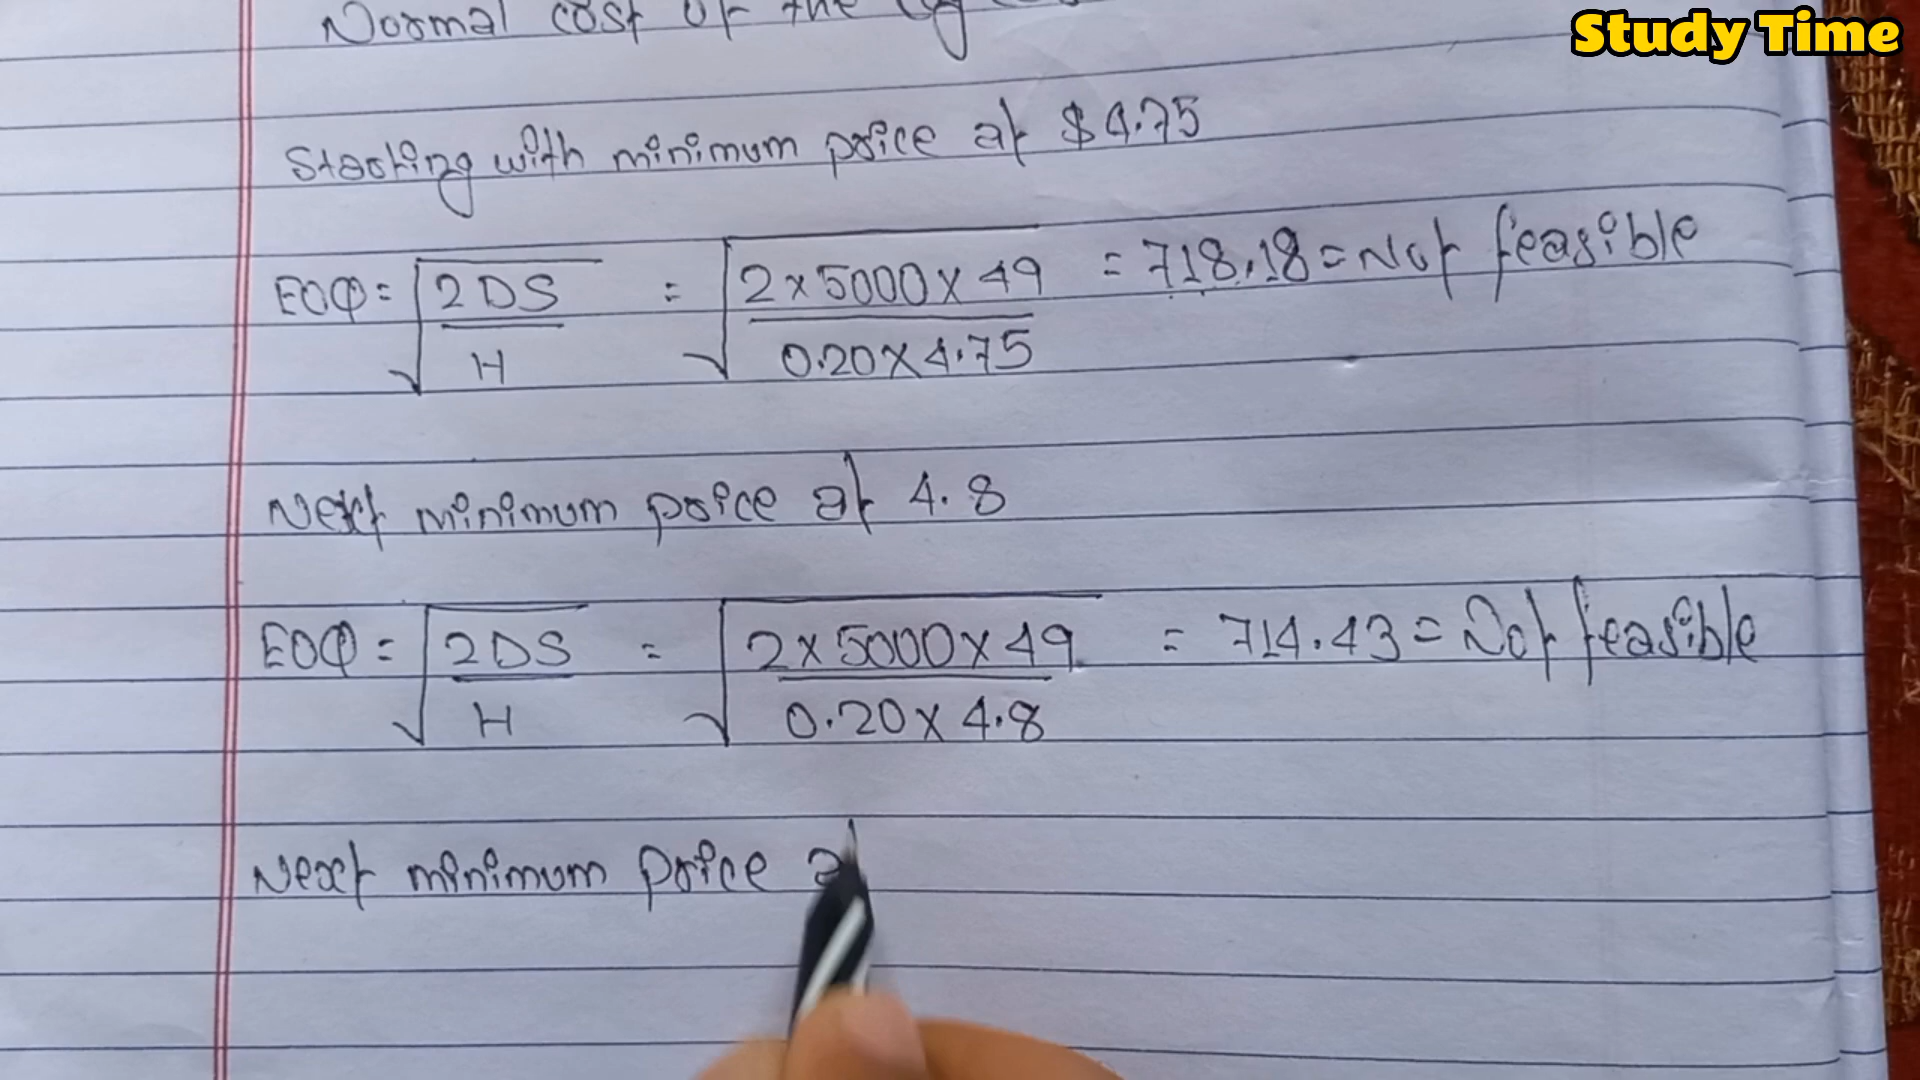 Study Time
Normal cost of the
Starting with minimum price at $4.75
EOQ = √2DS/H = √2×5000×49/0.20×4.75 = 718.18 = Not feasible
Next minimum price at 4.8
EOQ = √2DS/H = √2×5000×49/0.20×4.8 = 714.43 = Not feasible
Next minimum price a